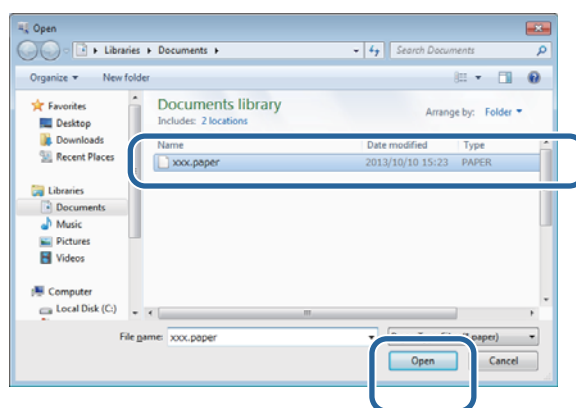 Open
Libraries ▸ Documents ▸
Search Documents
Organize ▾ New folder
Favorites
Desktop
Downloads
Recent Places
Libraries
Documents
Music
Pictures
Videos
Computer
Local Disk (C:)
Documents library
Includes: 2 locations
Arrange by: Folder ▾
Name Date modified Type
xxx.paper 2013/10/10 15:23 PAPER
File name: xxx.paper
paper)
Open Cancel